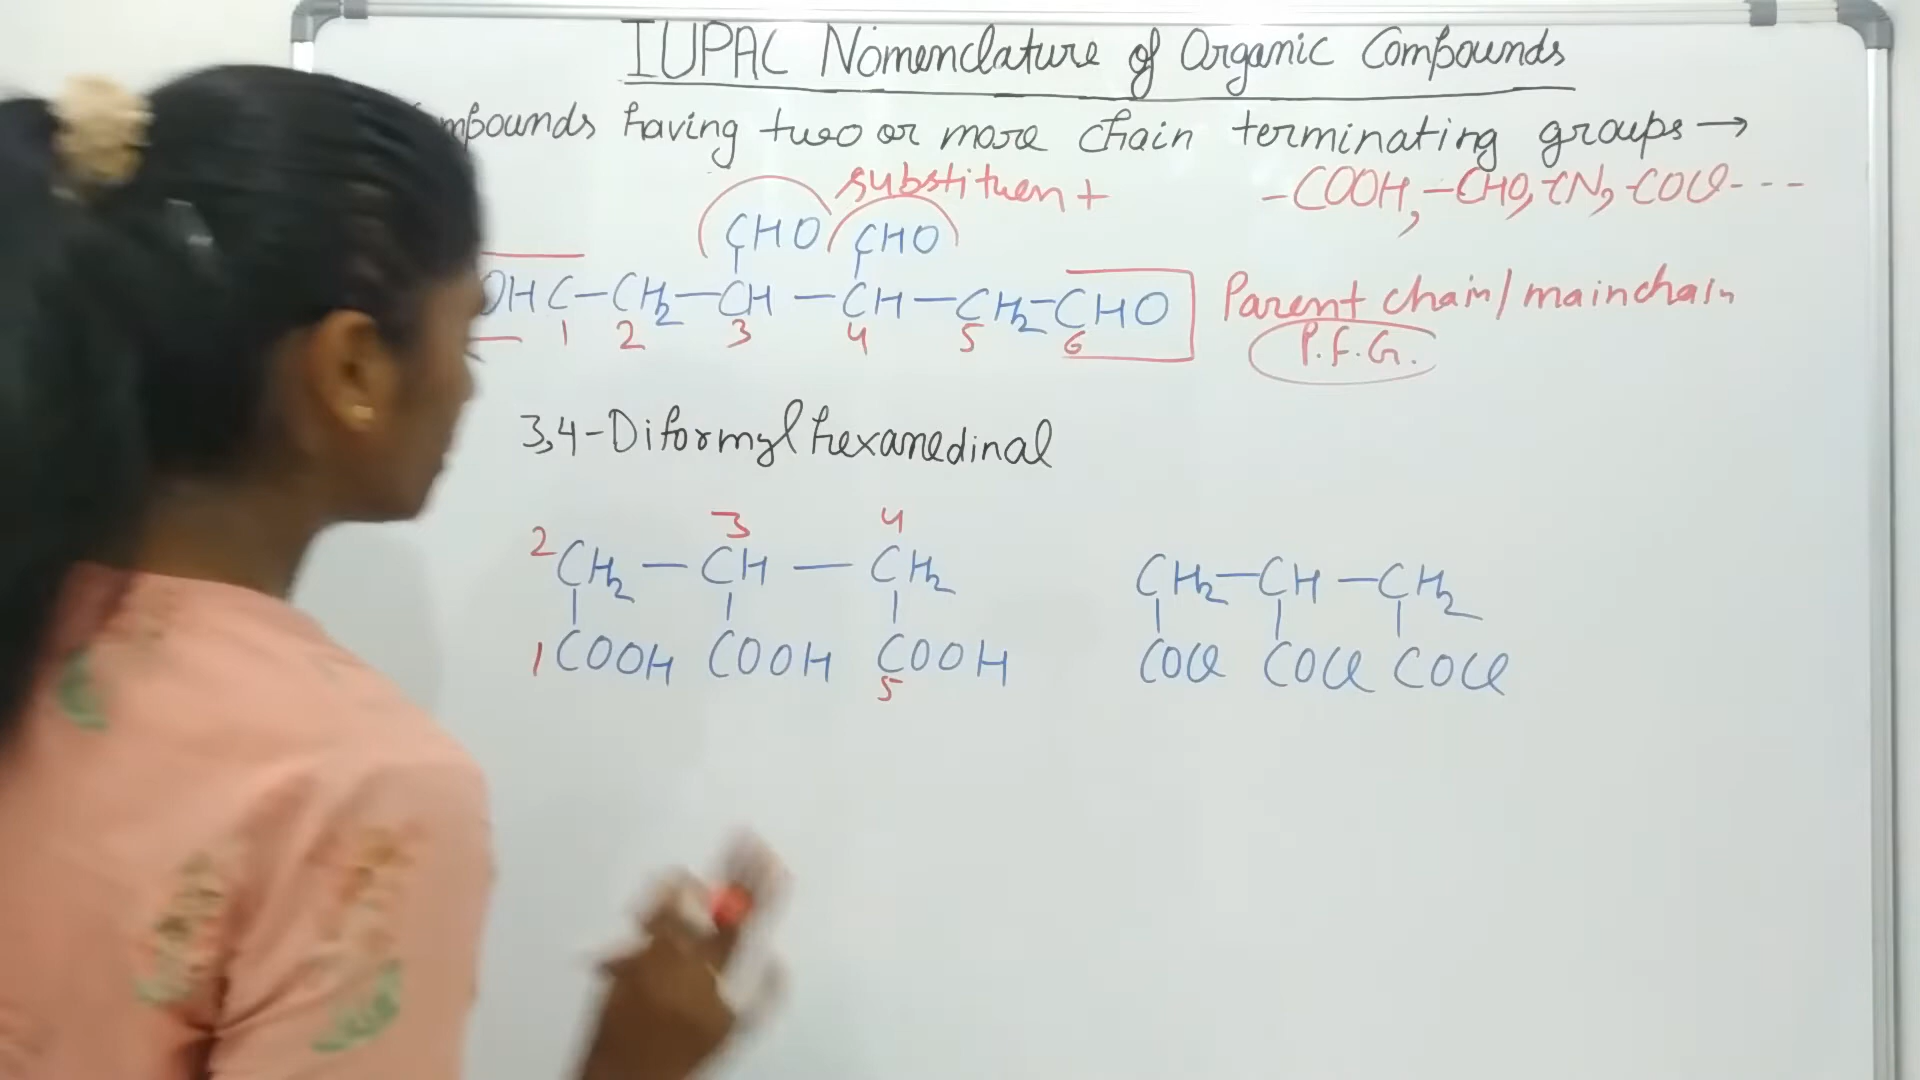 IUPAC Nomenclature of Organic Compounds
mpounds having two or more chain terminating groups →
substituent
-COOH, -CHO, -CN, -COCl ---
CHO CHO
OHC-CH2-CH-CH-CH2-CHO Parent chain/mainchain
1 2 3 4 5 6 P.F.G.
3,4-Diformylhexanedinal
2 3 4
CH2-CH-CH2 CH2-CH-CH2
1 COOH COOH COOH COCl COCl COCl
5